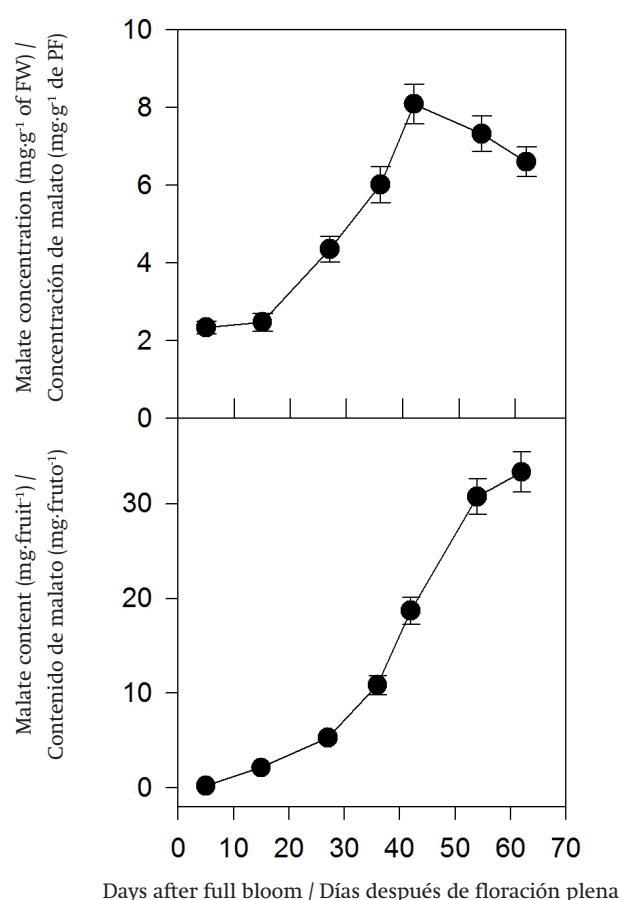 Malate concentration (mg·g⁻¹ of FW) /
Concentración de malato (mg·g⁻¹ de PF)
10
8
6
4
2
0
Malate content (mg·fruit⁻¹) /
Contenido de malato (mg·fruto⁻¹)
30
20
10
0
0 10 20 30 40 50 60 70
Days after full bloom / Días después de floración plena